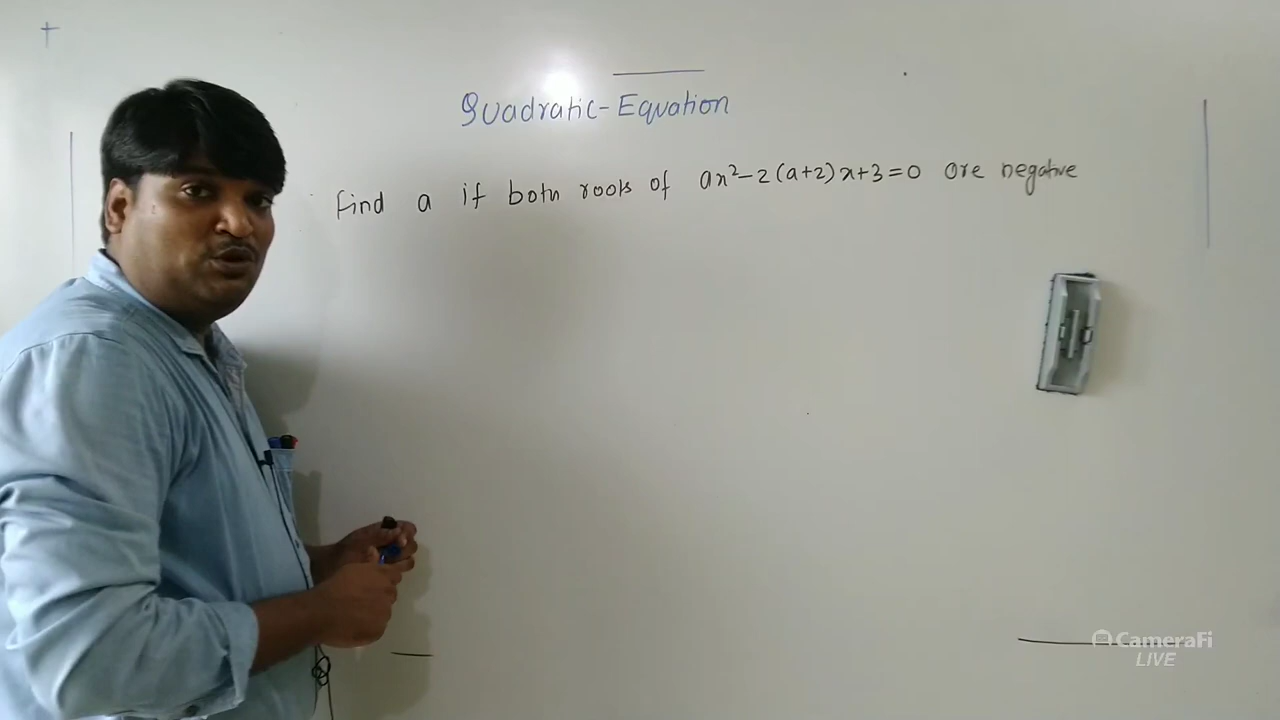 Quadratic-Equation
Find a if both roots of ax²-2(a+2)x+3=0 are negative
CameraFi
LIVE